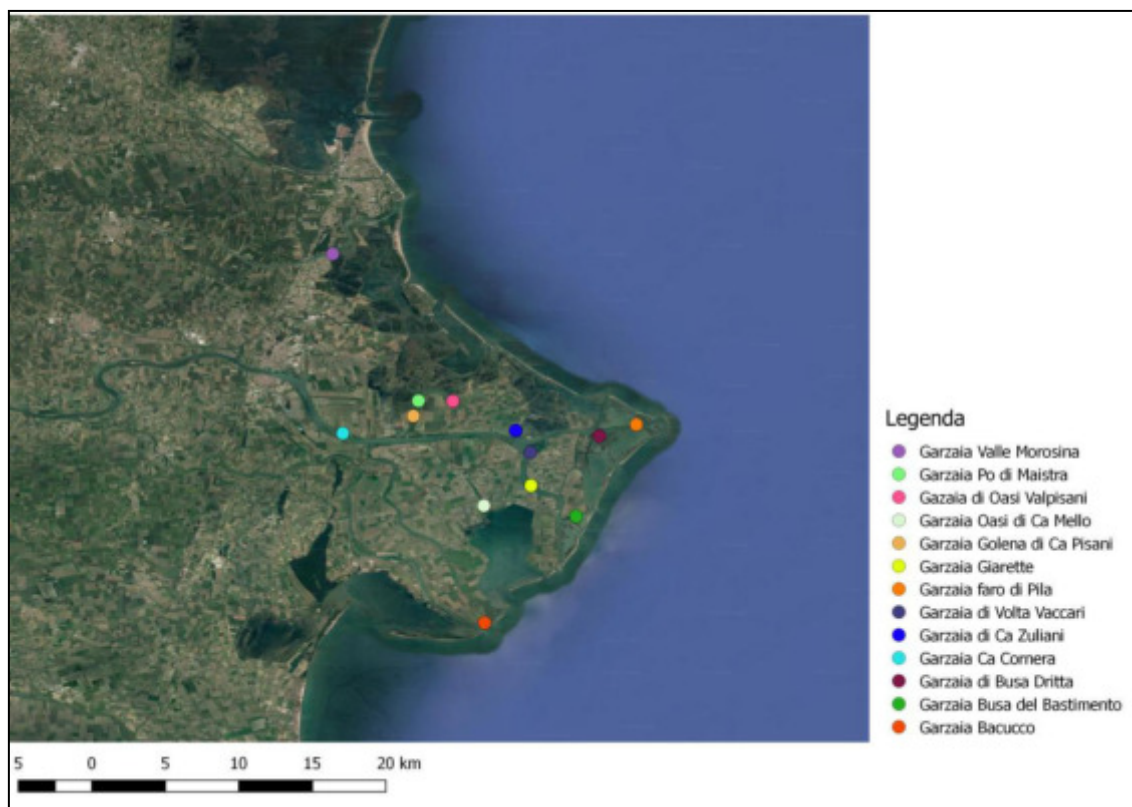 Legenda
Garzaia Valle Morosina
Garzaia Po di Maistra
Gazaia di Oasi Valpisani
Garzaia Oasi di Ca Mello
Garzaia Golena di Ca Pisani
Garzaia Giarette
Garzaia faro di Pila
Garzaia di Volta Vaccari
Garzaia di Ca Zuliani
Garzaia Ca Cornera
Garzaia di Busa Dritta
Garzaia Busa del Bastimento
Garzaia Bacucco
5 0 5 10 15 20 km